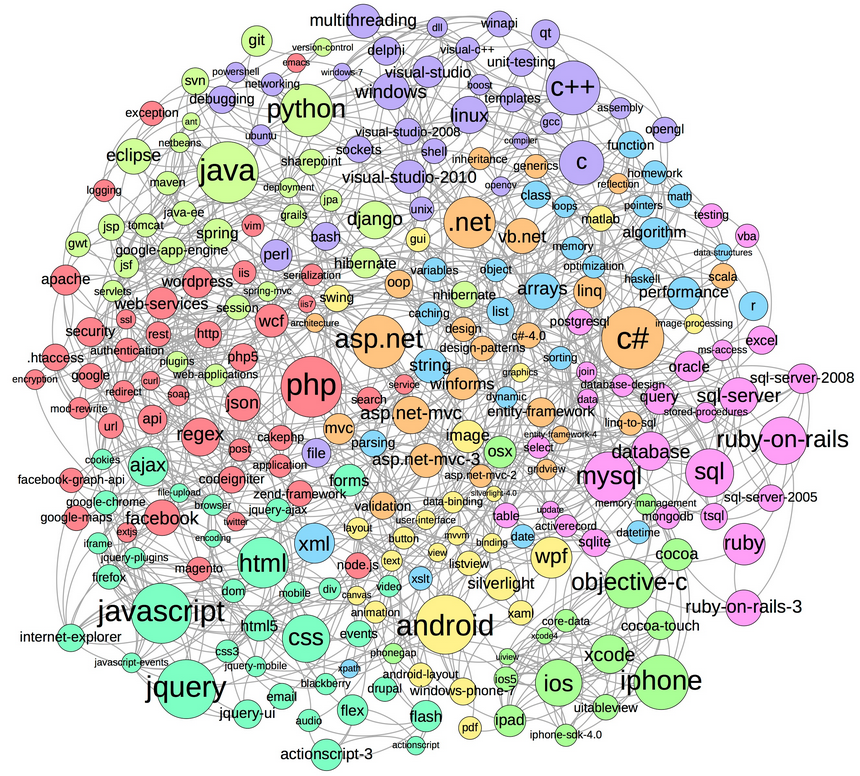 multithreading
dll
winapi
qt
git
version-control
delphi
visual-c++
emacs
unit-testing
powershell
windows-7
visual-studio
svn
networking
boost
c++
debugging
windows
templates
python
exception
linux
assembly
ant
gcc
ubuntu
visual-studio-2008
opengl
netbeans
compiler
function
eclipse
sockets
shell
java
sharepoint
inheritance
generics
c
homework
maven
visual-studio-2010
logging
deployment
opencv
class
reflection
math
jpa
loops
pointers
java-ee
grails
unix
matlab
testing
jsp
tomcat
vim
django
.net
spring
bash
gui
vb.net
algorithm
vba
gwt
google-app-engine
perl
memory
data-structures
jsf
hibernate
variables
object
optimization
apache
wordpress
iis
serialization
oop
haskell
scala
servlets
spring-mvc
swing
nhibernate
arrays
linq
performance
web-services
session
iis7
list
r
ssl
wcf
architecture
caching
postgresql
image-processing
security
rest
http
design
c#-4.0
c#
asp.net
design-patterns
excel
authentication
ms-access
.htaccess
plugins
php5
sorting
string
oracle
google
web-applications
graphics
join
encryption
curl
php
service
winforms
database-design
sql-server-2008
redirect
soap
json
search
dynamic
data
query
sql-server
mod-rewrite
asp.net-mvc
entity-framework
stored-procedures
url
api
mvc
linq-to-sql
regex
cakephp
image
entity-framework-4
ruby-on-rails
post
file
parsing
osx
select
database
cookies
ajax
application
asp.net-mvc-3
gridview
sql
facebook-graph-api
codeigniter
forms
asp.net-mvc-2
mysql
file-upload
zend-framework
silverlight-4.0
sql-server-2005
google-chrome
browser
jquery-ajax
validation
data-binding
memory-management
google-maps
facebook
twitter
table
update
mongodb
tsql
extjs
layout
user-interface
activerecord
datetime
iframe
encoding
xml
button
mvvm
binding
date
sqlite
ruby
jquery-plugins
html
text
view
wpf
cocoa
firefox
magento
node.js
listview
xslt
silverlight
objective-c
dom
mobile
div
video
canvas
javascript
animation
xaml
ruby-on-rails-3
html5
css
events
android
core-data
cocoa-touch
internet-explorer
xcode4
css3
phonegap
uiview
xcode
javascript-events
jquery-mobile
xpath
android-layout
ios5
ios
iphone
jquery
blackberry
drupal
windows-phone-7
email
uitableview
jquery-ui
audio
flex
flash
ipad
pdf
iphone-sdk-4.0
actionscript
actionscript-3